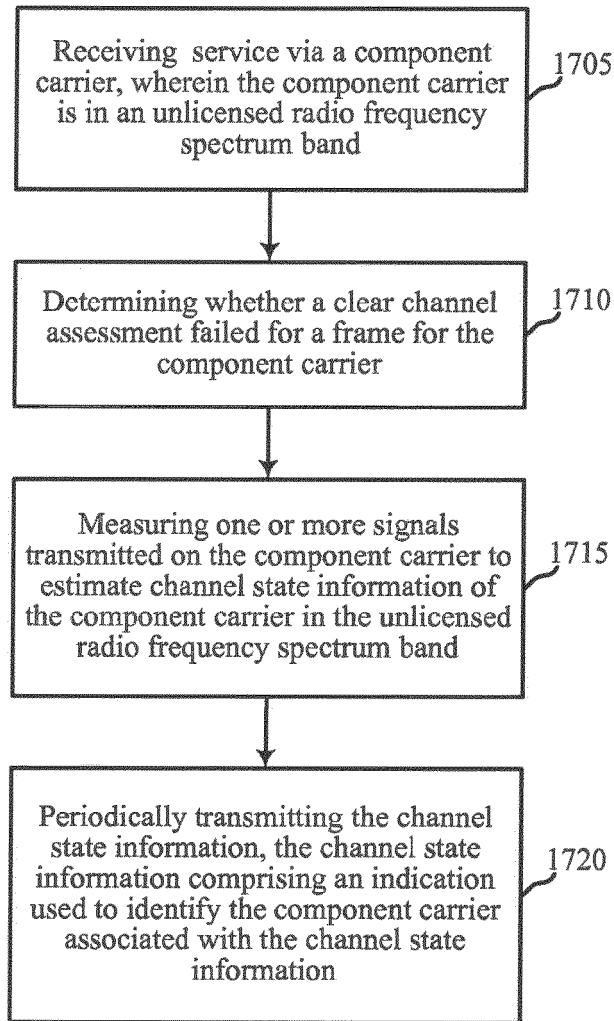 Receiving service via a component
carrier, wherein the component carrier
is in an unlicensed radio frequency
spectrum band
1705
Determining whether a clear channel
assessment failed for a frame for the
component carrier
1710
Measuring one or more signals
transmitted on the component carrier to
estimate channel state information of
the component carrier in the unlicensed
radio frequency spectrum band
1715
Periodically transmitting the channel
state information, the channel state
information comprising an indication
used to identify the component carrier
associated with the channel state
information
1720